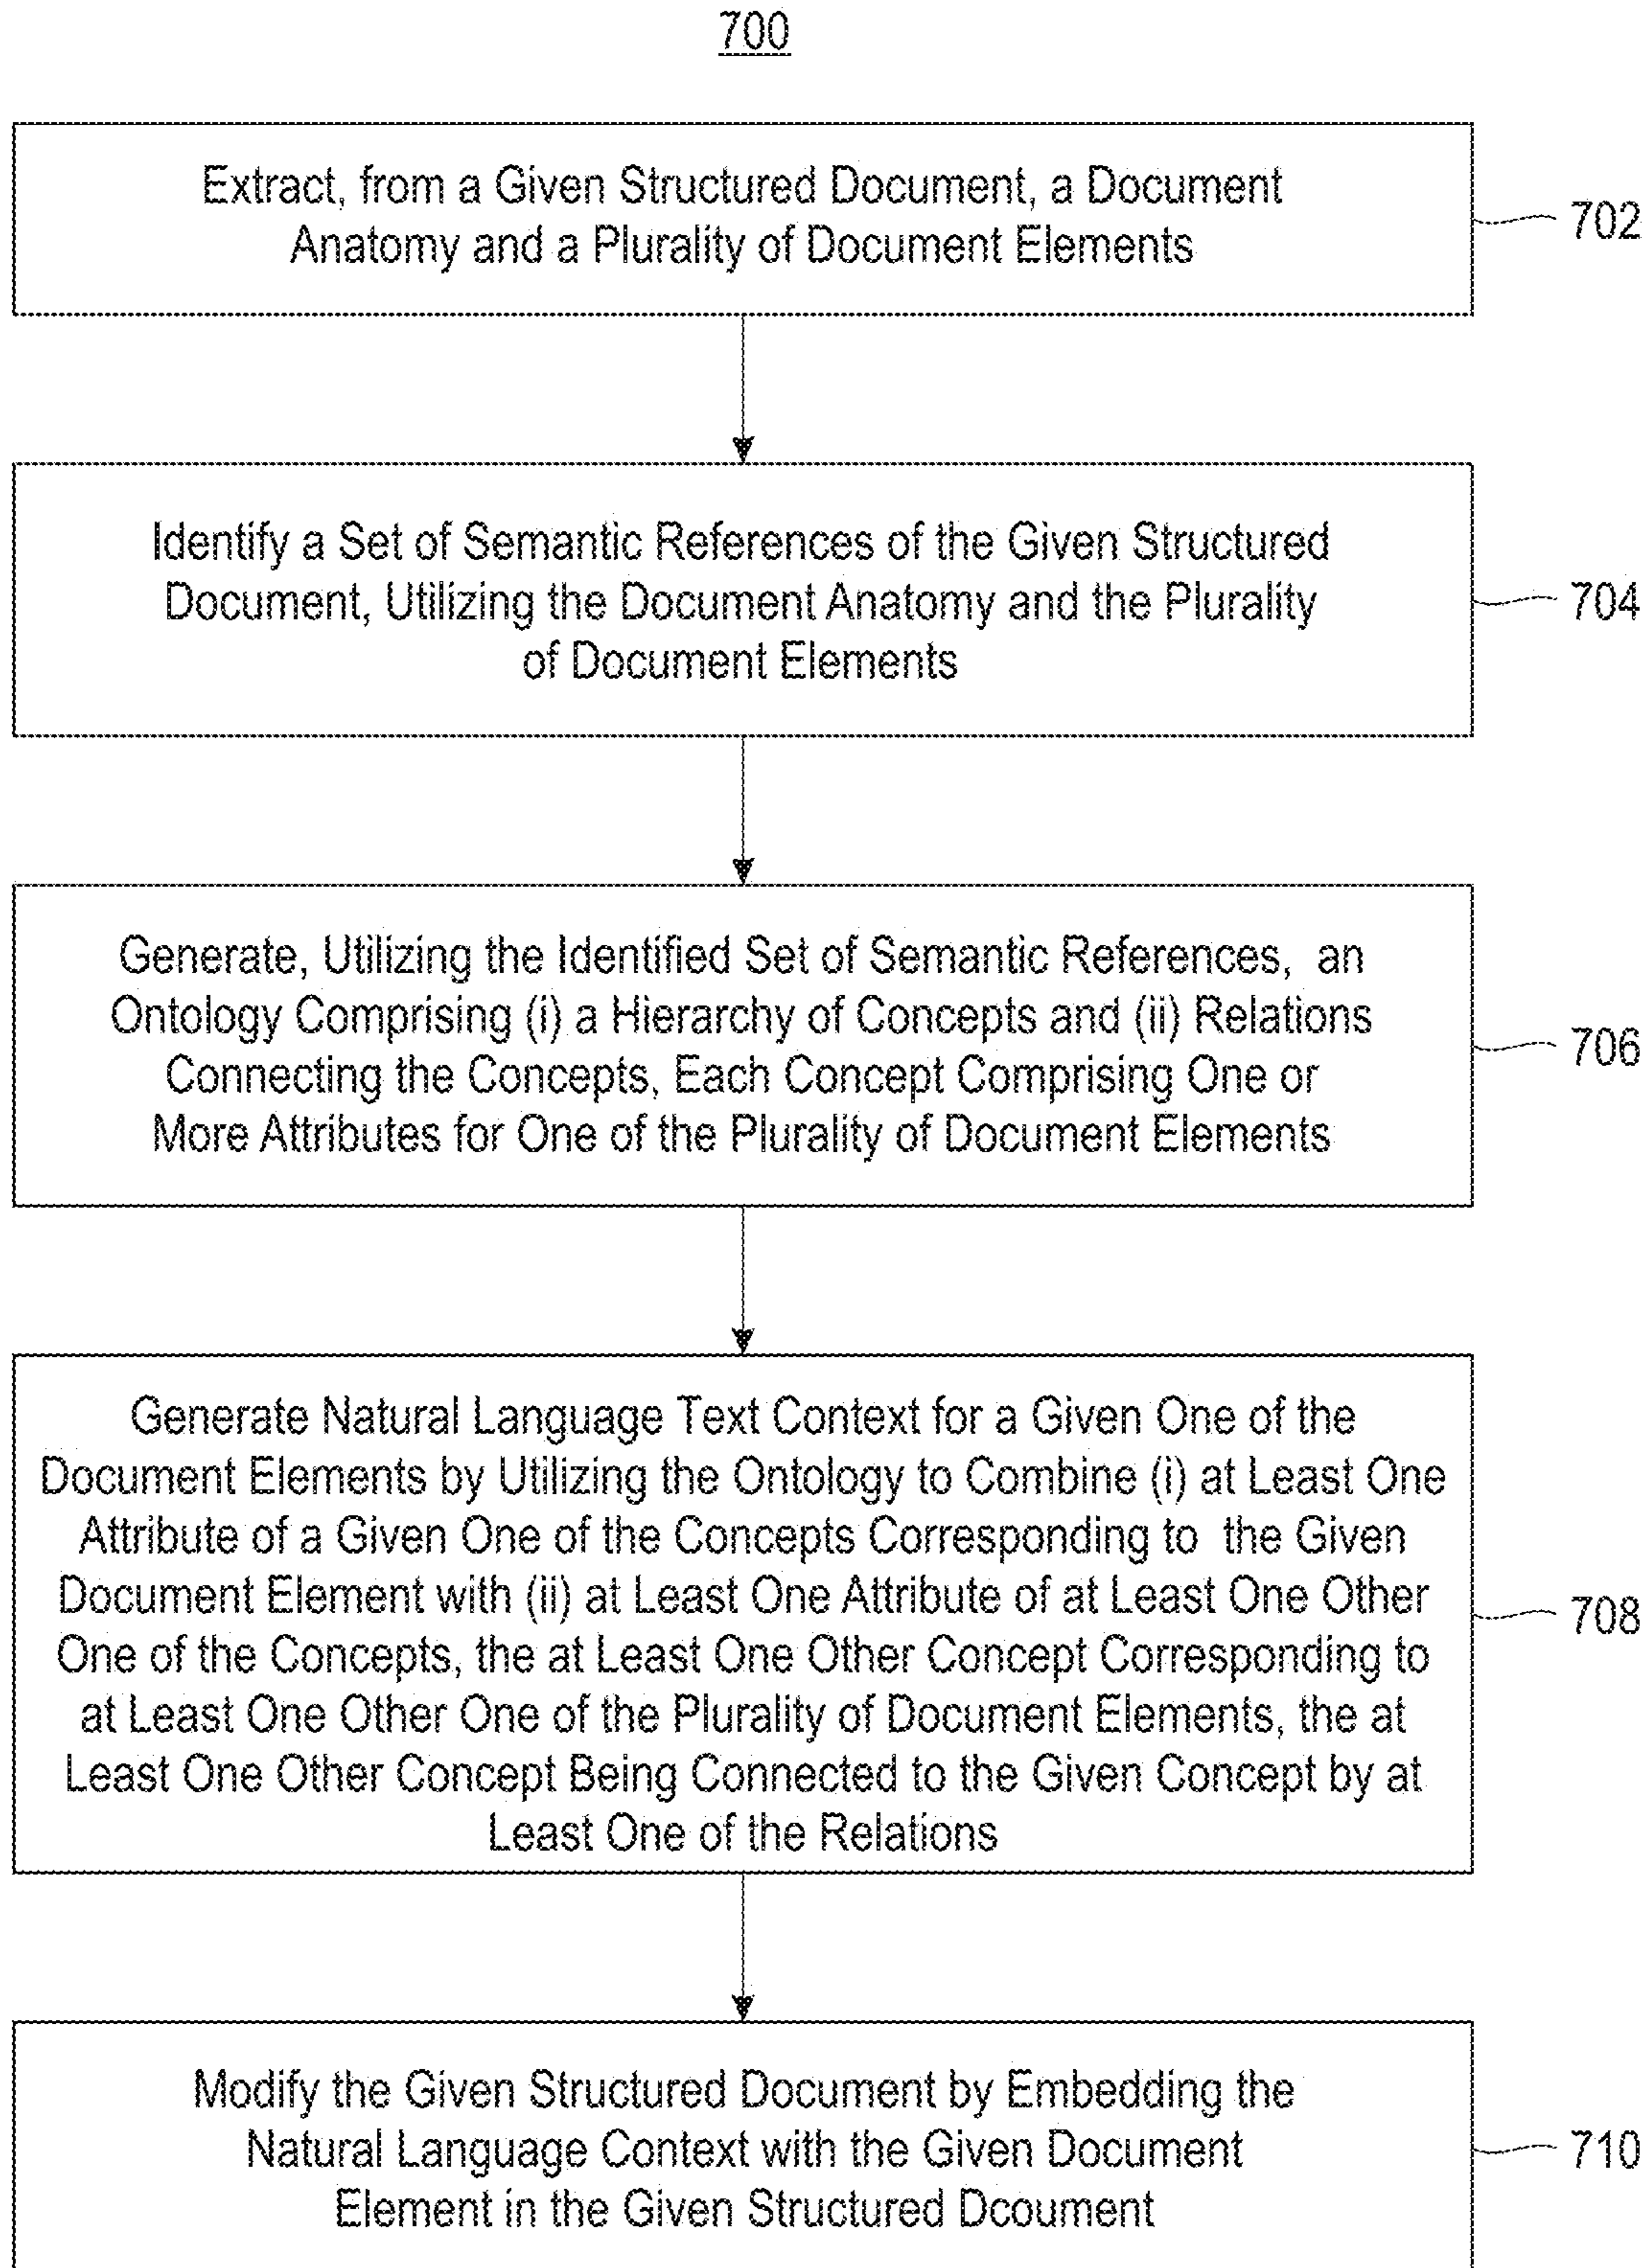 700
Extract, from a Given Structured Document, a Document
Anatomy and a Plurality of Document Elements
702
Identify a Set of Semantic References of the Given Structured
Document, Utilizing the Document Anatomy and the Plurality
of Document Elements
704
Generate, Utilizing the Identified Set of Semantic References, an
Ontology Comprising (i) a Hierarchy of Concepts and (ii) Relations
Connecting the Concepts, Each Concept Comprising One or
More Attributes for One of the Plurality of Document Elements
706
Generate Natural Language Text Context for a Given One of the
Document Elements by Utilizing the Ontology to Combine (i) at Least One
Attribute of a Given One of the Concepts Corresponding to the Given
Document Element with (ii) at Least One Attribute of at Least One Other
One of the Concepts, the at Least One Other Concept Corresponding to
at Least One Other One of the Plurality of Document Elements, the at
Least One Other Concept Being Connected to the Given Concept by at
Least One of the Relations
708
Modify the Given Structured Document by Embedding the
Natural Language Context with the Given Document
Element in the Given Structured Dcoument
710